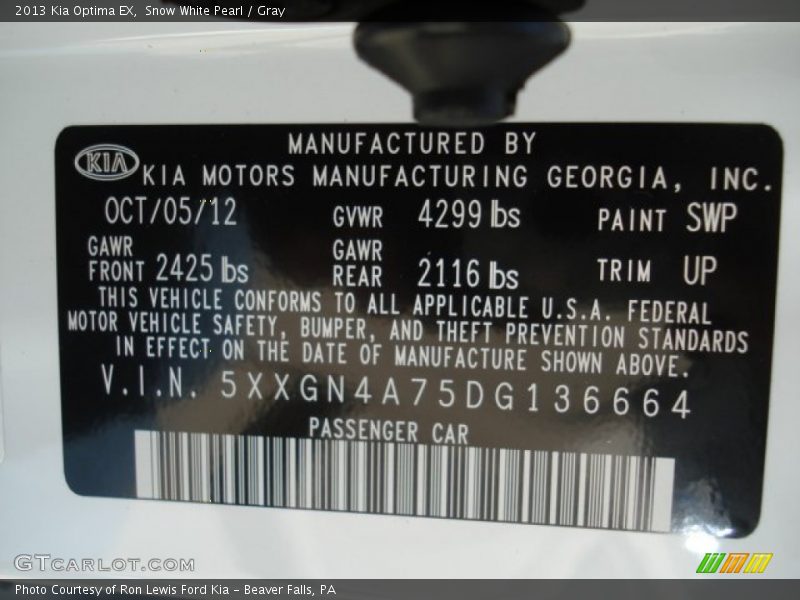 2013 Kia Optima EX, Snow White Pearl / Gray
MANUFACTURED BY
KIA KIA MOTORS MANUFACTURING GEORGIA, INC.
OCT/05/12 GVWR 4299 lbs PAINT SWP
GAWR FRONT 2425 lbs GAWR REAR 2116 lbs TRIM UP
THIS VEHICLE CONFORMS TO ALL APPLICABLE U.S.A. FEDERAL
MOTOR VEHICLE SAFETY, BUMPER, AND THEFT PREVENTION STANDARDS
IN EFFECT ON THE DATE OF MANUFACTURE SHOWN ABOVE.
V.I.N. 5XXGN4A75DG136664
PASSENGER CAR
GTCARLOT.COM
Photo Courtesy of Ron Lewis Ford Kia - Beaver Falls, PA